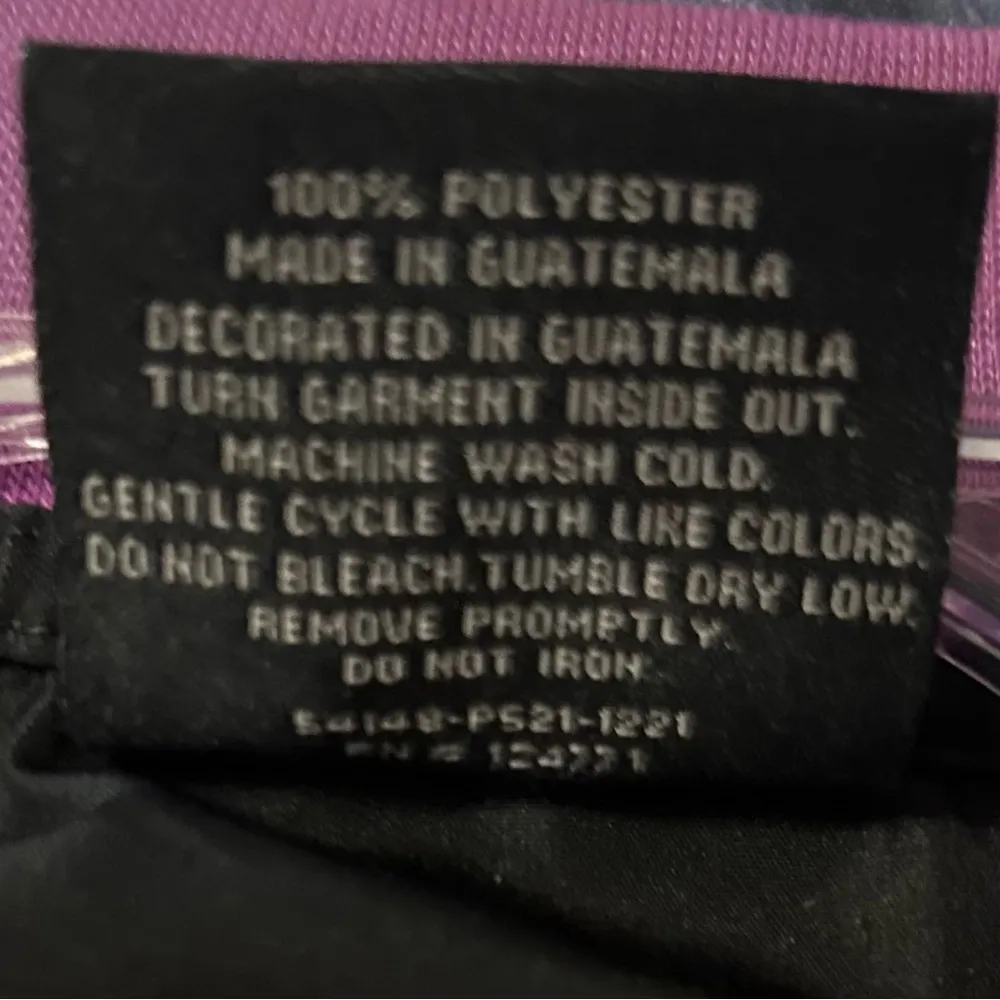 100% POLYESTER
MADE IN GUATEMALA
DECORATED IN GUATEMALA
TURN GARMENT INSIDE OUT.
MACHINE WASH COLD.
GENTLE CYCLE WITH LIKE COLORS.
DO NOT BLEACH. TUMBLE DRY LOW.
REMOVE PROMPTLY.
DO NOT IRON.